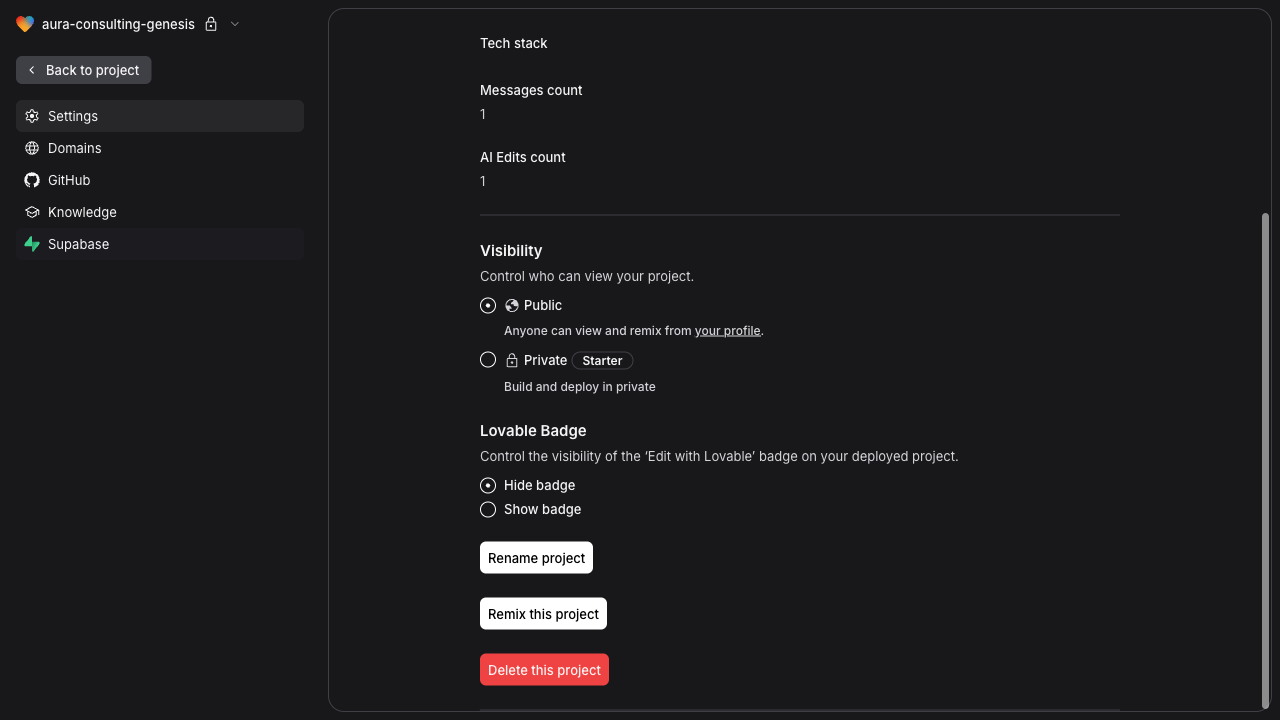 aura-consulting-genesis
Back to project
Settings
Domains
GitHub
Knowledge
Supabase
Tech stack
Messages count
1
AI Edits count
1
Visibility
Control who can view your project.
Public
Anyone can view and remix from your profile.
Private Starter
Build and deploy in private
Lovable Badge
Control the visibility of the ‘Edit with Lovable’ badge on your deployed project.
Hide badge
Show badge
Rename project
Remix this project
Delete this project